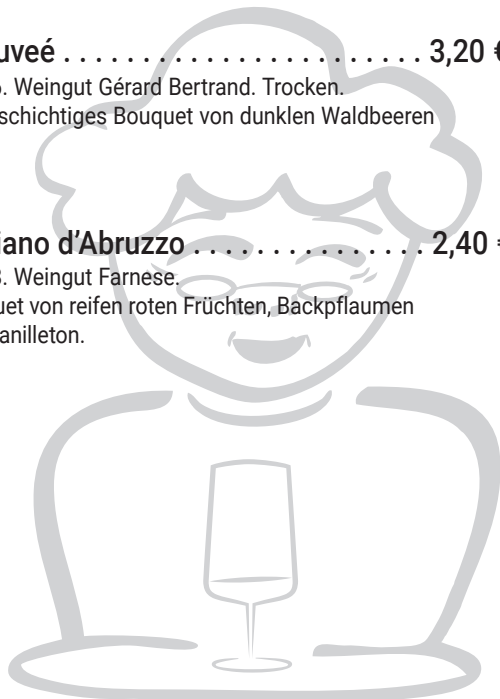 uveé . . . . . . . . . . . . . . . . . . . . . . . 3,20 €
. Weingut Gérard Bertrand. Trocken.
schichtiges Bouquet von dunklen Waldbeeren
iano d’Abruzzo . . . . . . . . . . . . . . . 2,40 €
. Weingut Farnese.
uet von reifen roten Früchten, Backpflaumen
anilleton.